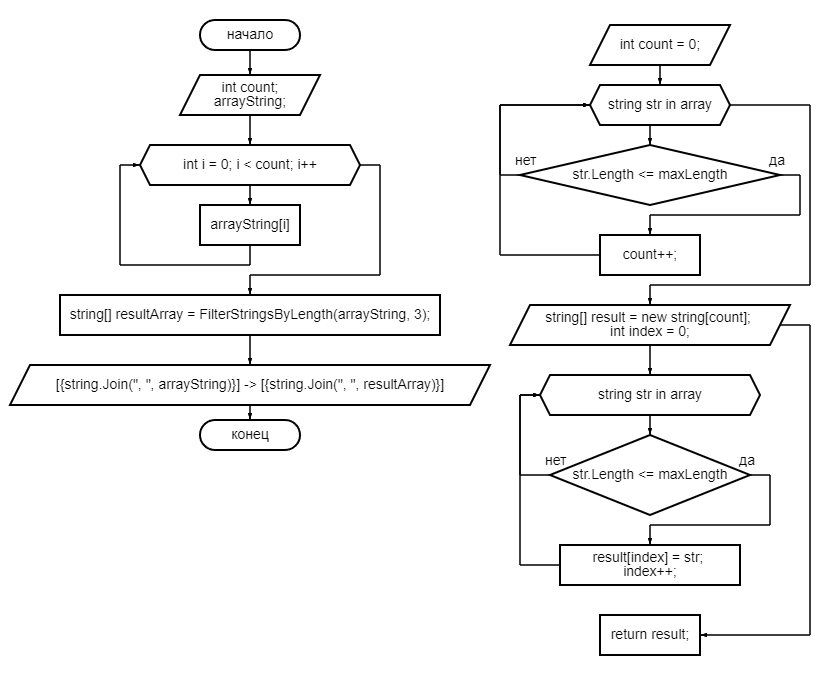 начало
int count;
arrayString;
int i = 0; i < count; i++
arrayString[i]
string[] resultArray = FilterStringsByLength(arrayString, 3);
[{string.Join(", ", arrayString)}] -> [{string.Join(", ", resultArray)}]
конец
int count = 0;
string str in array
нет
да
str.Length <= maxLength
count++;
string[] result = new string[count];
int index = 0;
string str in array
нет
да
str.Length <= maxLength
result[index] = str;
index++;
return result;